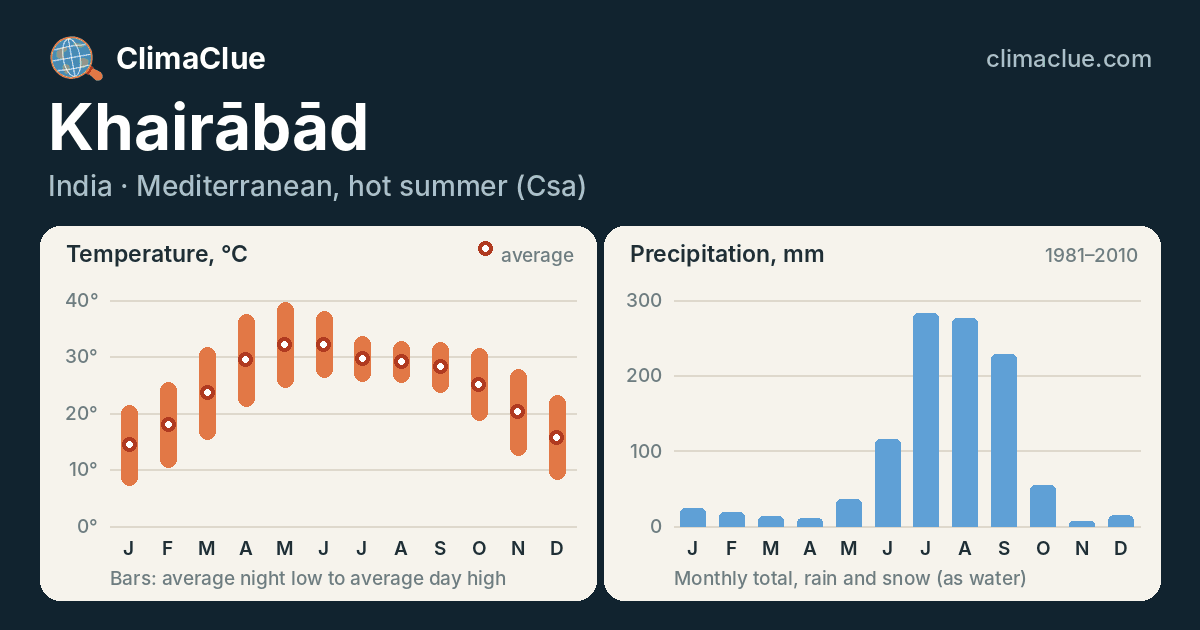 ClimaClue
climaclue.com
Khairābād
India · Mediterranean, hot summer (Csa)
Temperature, °C
average
40°
30°
20°
10°
0°
J F M A M J J A S O N D
Bars: average night low to average day high
Precipitation, mm
1981–2010
300
200
100
0
J F M A M J J A S O N D
Monthly total, rain and snow (as water)